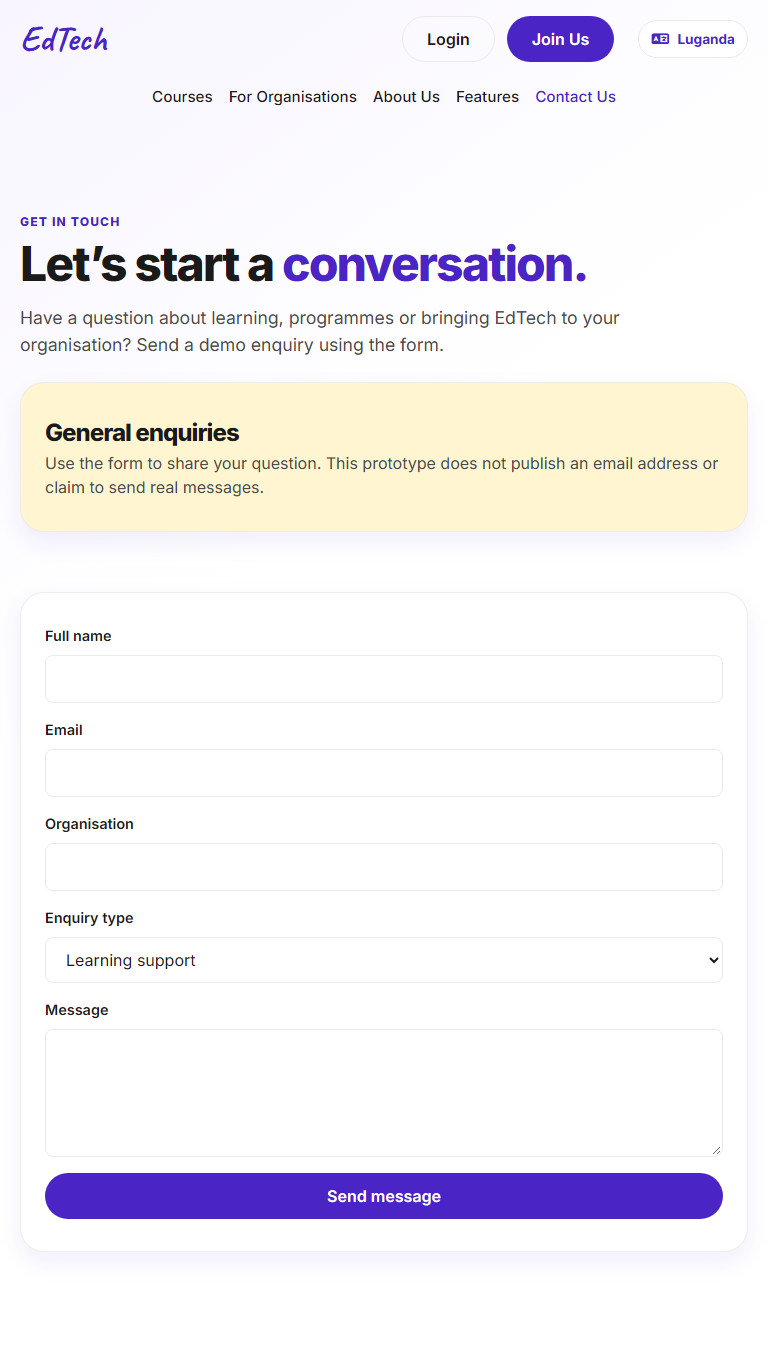 EdTech
Login
Join Us
Luganda
Courses For Organisations About Us Features Contact Us
GET IN TOUCH
Let’s start a conversation.
Have a question about learning, programmes or bringing EdTech to your
organisation? Send a demo enquiry using the form.
General enquiries
Use the form to share your question. This prototype does not publish an email address or
claim to send real messages.
Full name
Email
Organisation
Enquiry type
Learning support
Message
Send message